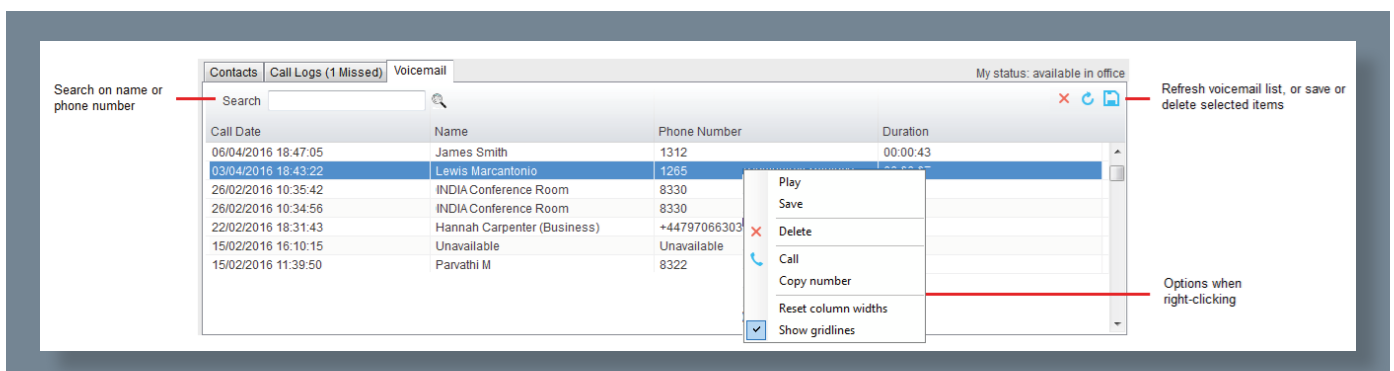 Contacts Call Logs (1 Missed) Voicemail My status: available in office
Search on name or
phone number
Search
Refresh voicemail list, or save or
delete selected items
Call Date Name Phone Number Duration
06/04/2016 18:47:05 James Smith 1312 00:00:43
03/04/2016 18:43:22 Lewis Marcantonio 1265
26/02/2016 10:35:42 INDIA Conference Room 8330
26/02/2016 10:34:56 INDIA Conference Room 8330
22/02/2016 18:31:43 Hannah Carpenter (Business) +44797066303
15/02/2016 16:10:15 Unavailable Unavailable
15/02/2016 11:39:50 Parvathi M 8322
Play
Save
Delete
Call
Copy number
Reset column widths
Show gridlines
Options when
right-clicking